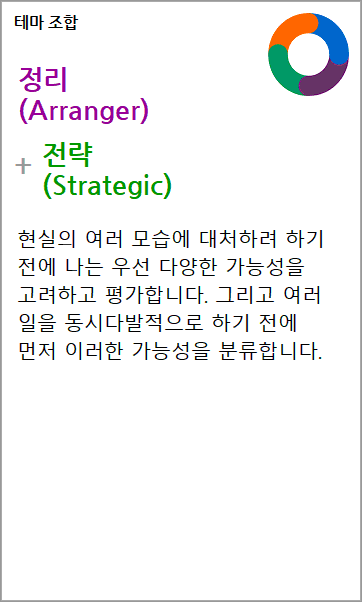 테마 조합
정리
(Arranger)
+ 전략
(Strategic)
현실의 여러 모습에 대처하려 하기
전에 나는 우선 다양한 가능성을
고려하고 평가합니다. 그리고 여러
일을 동시다발적으로 하기 전에
먼저 이러한 가능성을 분류합니다.